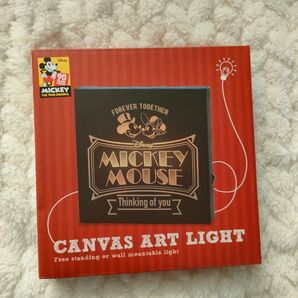 Disney
90
MICKEY
THE TRUE ORIGINAL
FOREVER TOGETHER
Disney
MICKEY
MOUSE
Thinking of you
CANVAS ART LIGHT
Free standing or wall mountable light